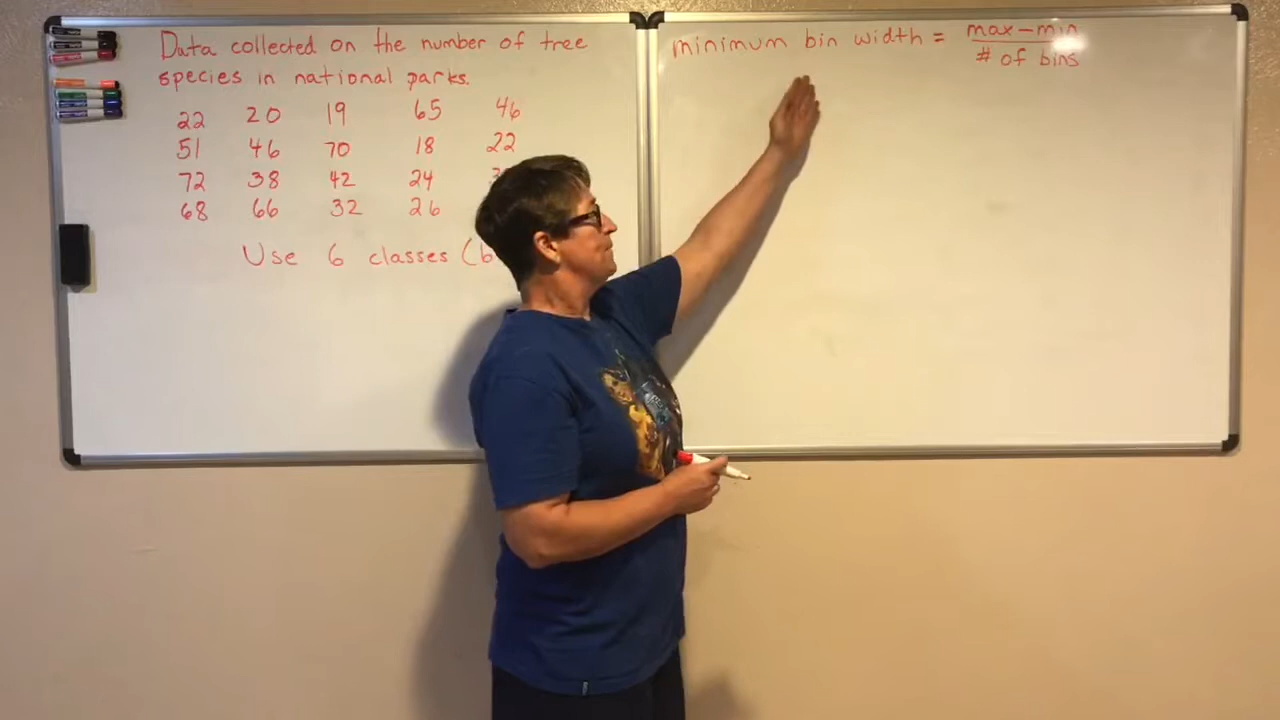 Data collected on the number of tree
species in national parks.
22 20 19 65 46
51 46 70 18 22
72 38 42 24
68 66 32 26
Use 6 classes (b
minimum bin width = max-min
# of bins